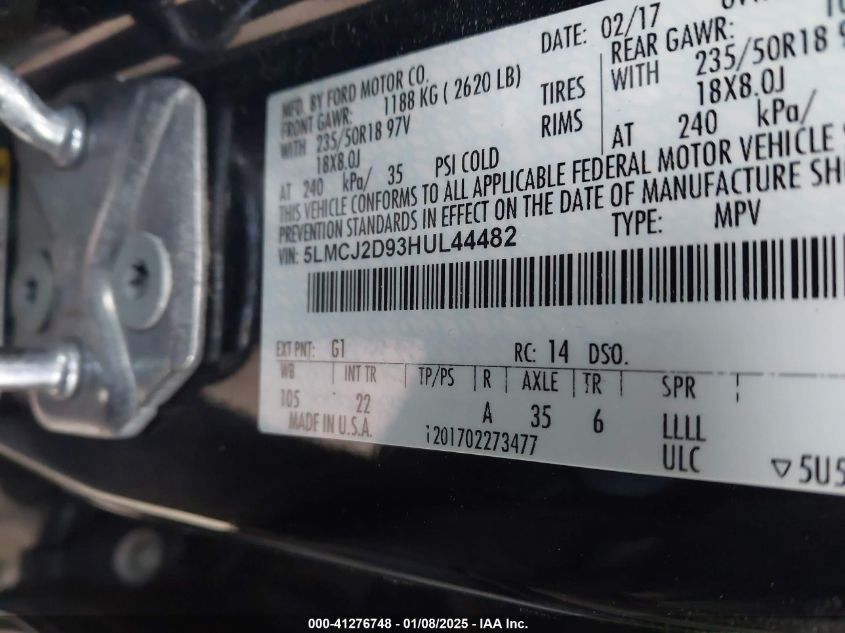 DATE: 02/17
MFD. BY FORD MOTOR CO.
FRONT GAWR: 1188 KG ( 2620 LB)
REAR GAWR:
WITH 235/50R18 97V TIRES WITH 235/50R18
18X8.0J RIMS 18X8.0J
AT 240 kPa/ 35 PSI COLD AT 240 kPa/
THIS VEHICLE CONFORMS TO ALL APPLICABLE FEDERAL MOTOR VEHICLE
PREVENTION STANDARDS IN EFFECT ON THE DATE OF MANUFACTURE SHO
VIN: 5LMCJ2D93HUL44482 TYPE: MPV
EXT PNT: G1 RC: 14 DSO.
WB INT TR TP/PS R AXLE TR SPR
105 22 A 35 6 LLLL
MADE IN U.S.A. i201702273477 ULC ▽5U5
000-41276748 — 01/08/2025 - IAA Inc.